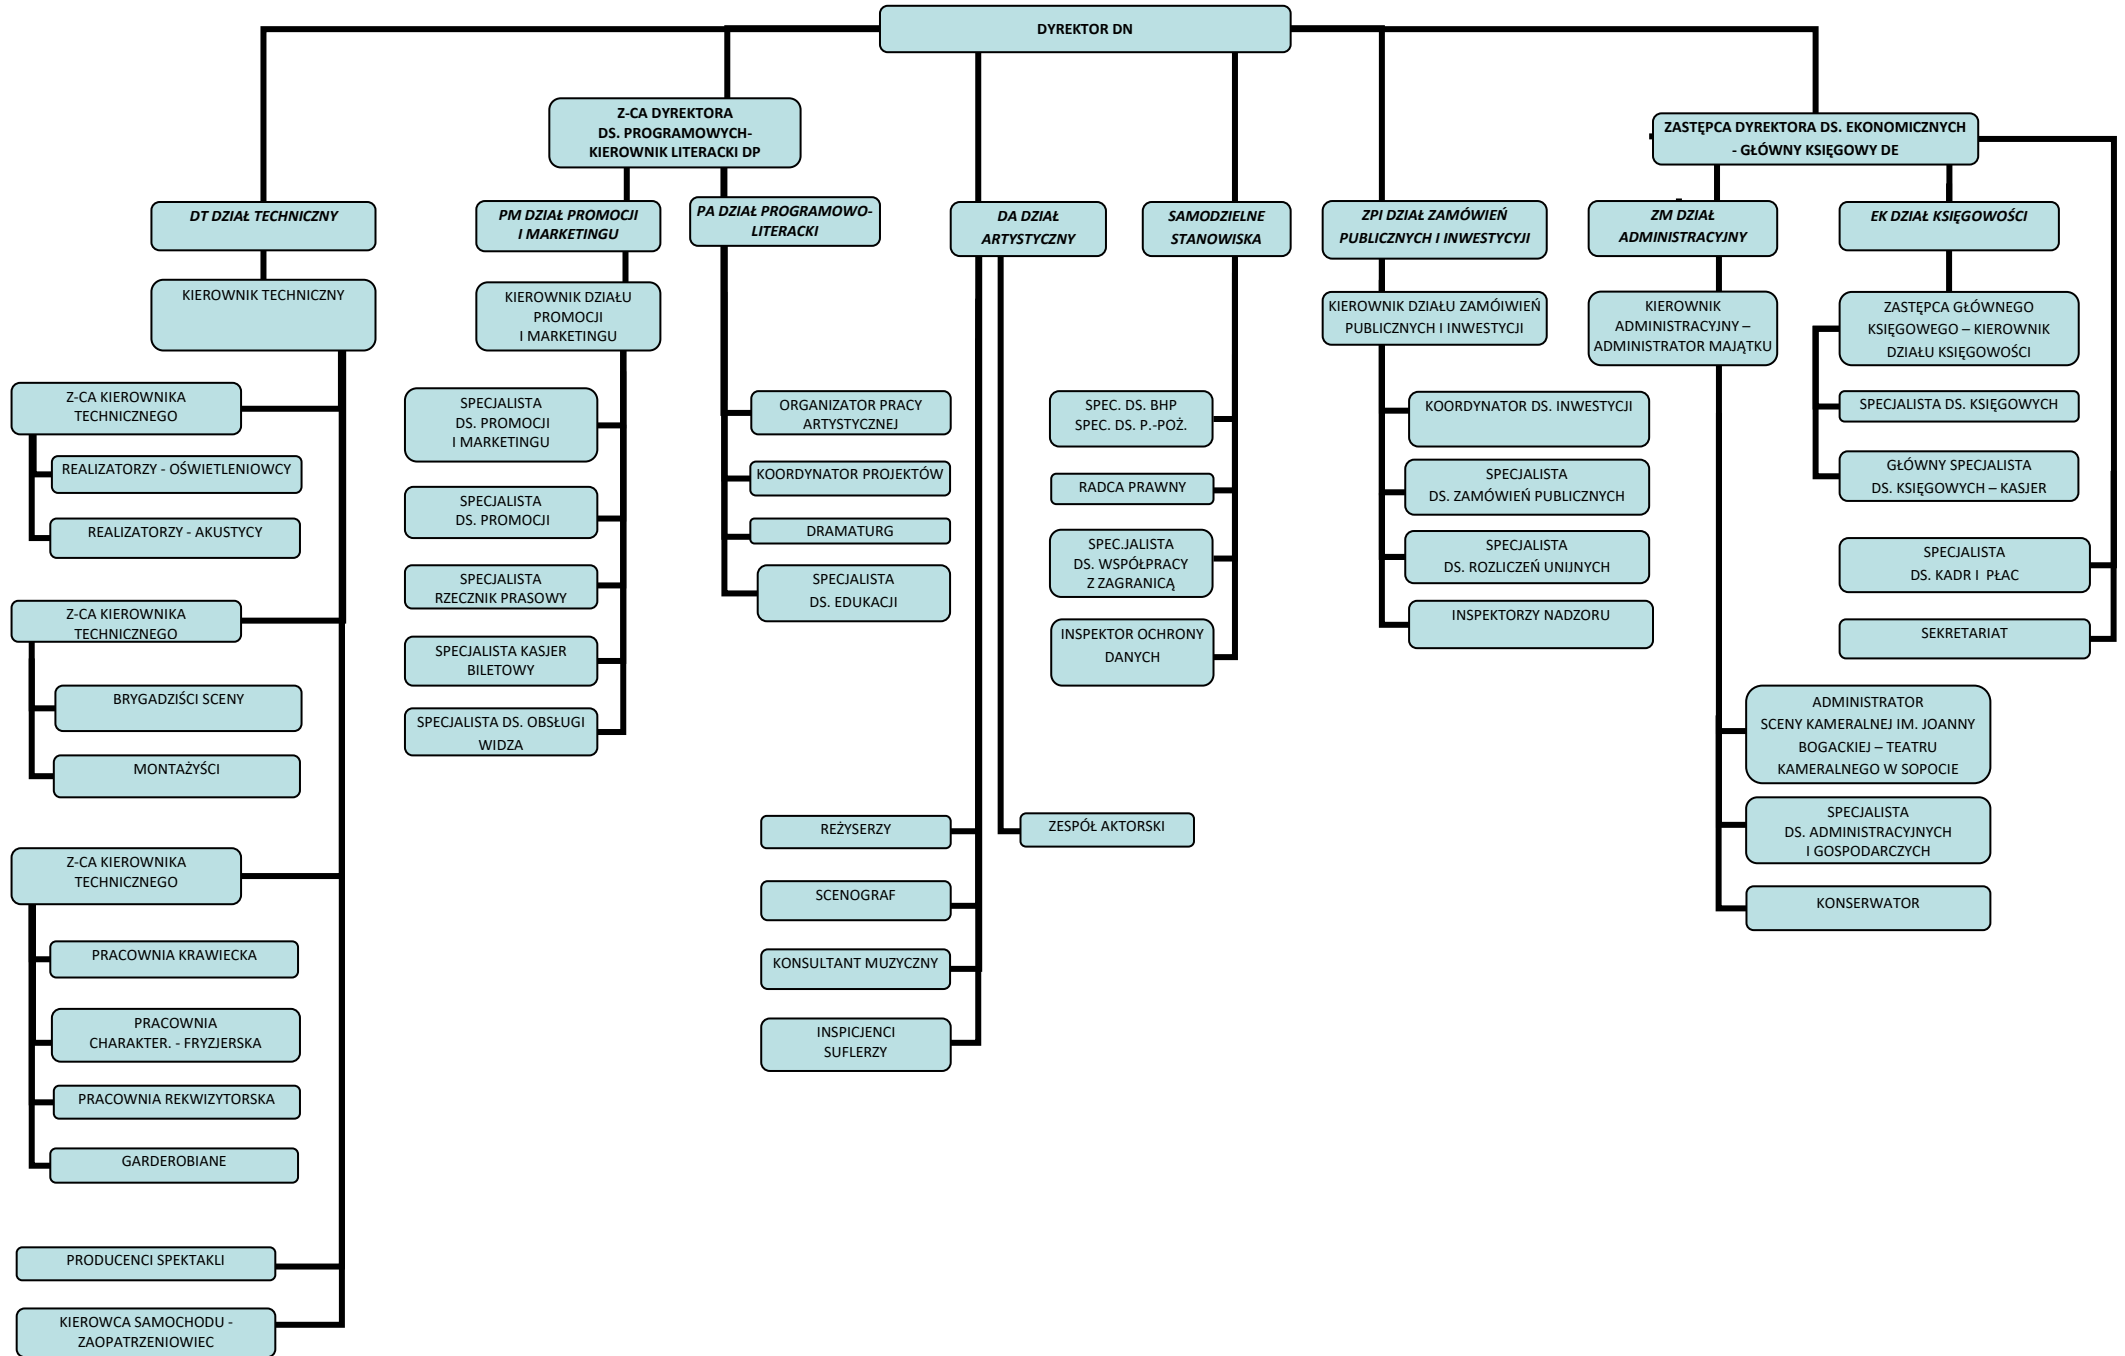 DYREKTOR DN
Z-CA DYREKTORA
DS. PROGRAMOWYCH-
KIEROWNIK LITERACKI DP
ZASTĘPCA DYREKTORA DS. EKONOMICZNYCH
- GŁÓWNY KSIĘGOWY DE
DT DZIAŁ TECHNICZNY
PM DZIAŁ PROMOCJI
I MARKETINGU
PA DZIAŁ PROGRAMOWO-
LITERACKI
DA DZIAŁ
ARTYSTYCZNY
SAMODZIELNE
STANOWISKA
ZPI DZIAŁ ZAMÓWIEŃ
PUBLICZNYCH I INWESTYCYJI
ZM DZIAŁ
ADMINISTRACYJNY
EK DZIAŁ KSIĘGOWOŚCI
KIEROWNIK TECHNICZNY
KIEROWNIK DZIAŁU
PROMOCJI
I MARKETINGU
KIEROWNIK DZIAŁU ZAMÓIWIEŃ
PUBLICZNYCH I INWESTYCJI
KIEROWNIK
ADMINISTRACYJNY –
ADMINISTRATOR MAJĄTKU
ZASTĘPCA GŁÓWNEGO
KSIĘGOWEGO – KIEROWNIK
DZIAŁU KSIĘGOWOŚCI
Z-CA KIEROWNIKA
TECHNICZNEGO
REALIZATORZY - OŚWIETLENIOWCY
REALIZATORZY - AKUSTYCY
Z-CA KIEROWNIKA
TECHNICZNEGO
BRYGADZIŚCI SCENY
MONTAŻYŚCI
Z-CA KIEROWNIKA
TECHNICZNEGO
PRACOWNIA KRAWIECKA
PRACOWNIA
CHARAKTER. - FRYZJERSKA
PRACOWNIA REKWIZYTORSKA
GARDEROBIANE
PRODUCENCI SPEKTAKLI
KIEROWCA SAMOCHODU -
ZAOPATRZENIOWIEC
SPECJALISTA
DS. PROMOCJI
I MARKETINGU
SPECJALISTA
DS. PROMOCJI
SPECJALISTA
RZECZNIK PRASOWY
SPECJALISTA KASJER
BILETOWY
SPECJALISTA DS. OBSŁUGI
WIDZA
ORGANIZATOR PRACY
ARTYSTYCZNEJ
KOORDYNATOR PROJEKTÓW
DRAMATURG
SPECJALISTA
DS. EDUKACJI
REŻYSERZY
SCENOGRAF
KONSULTANT MUZYCZNY
INSPICJENCI
SUFLERZY
ZESPÓŁ AKTORSKI
SPEC. DS. BHP
SPEC. DS. P.-POŻ.
RADCA PRAWNY
SPEC.JALISTA
DS. WSPÓŁPRACY
Z ZAGRANICĄ
INSPEKTOR OCHRONY
DANYCH
KOORDYNATOR DS. INWESTYCJI
SPECJALISTA
DS. ZAMÓWIEŃ PUBLICZNYCH
SPECJALISTA
DS. ROZLICZEŃ UNIJNYCH
INSPEKTORZY NADZORU
ADMINISTRATOR
SCENY KAMERALNEJ IM. JOANNY
BOGACKIEJ – TEATRU
KAMERALNEGO W SOPOCIE
SPECJALISTA
DS. ADMINISTRACYJNYCH
I GOSPODARCZYCH
KONSERWATOR
SPECJALISTA DS. KSIĘGOWYCH
GŁÓWNY SPECJALISTA
DS. KSIĘGOWYCH – KASJER
SPECJALISTA
DS. KADR I PŁAC
SEKRETARIAT